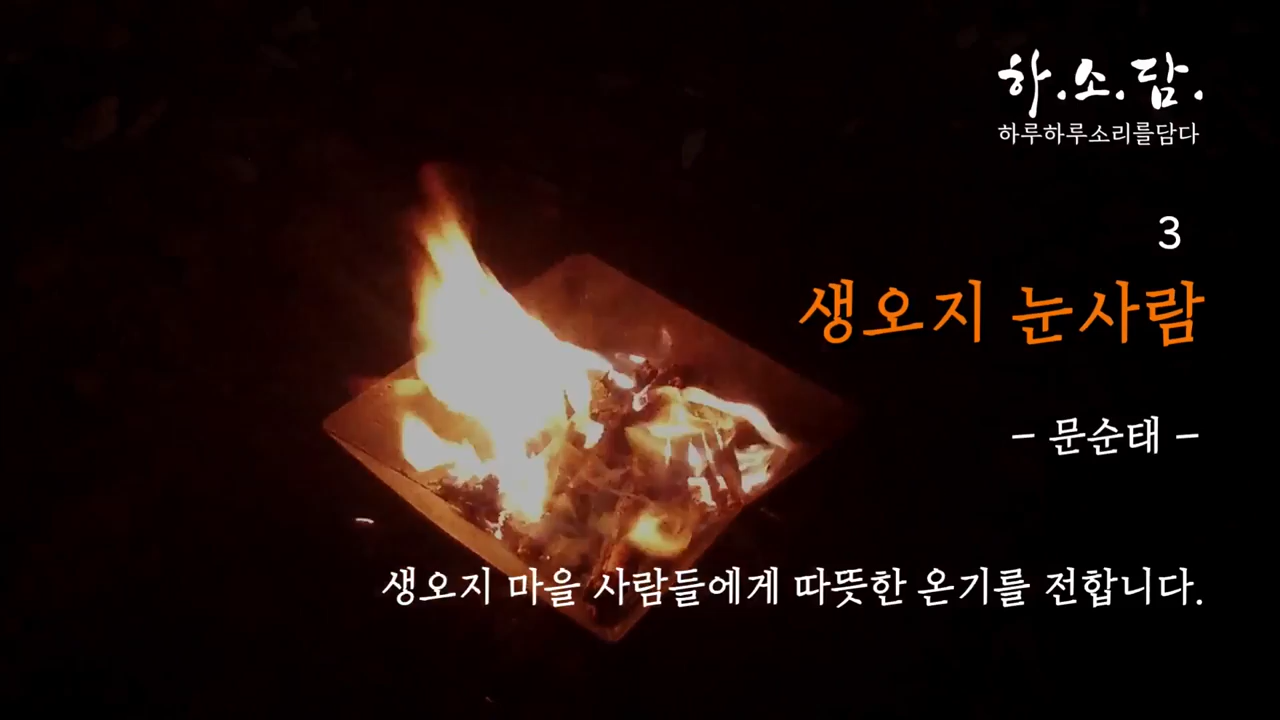 하.소.담.
하루하루소리를담다
3
생오지 눈사람
– 문순태 –
생오지 마을 사람들에게 따뜻한 온기를 전합니다.